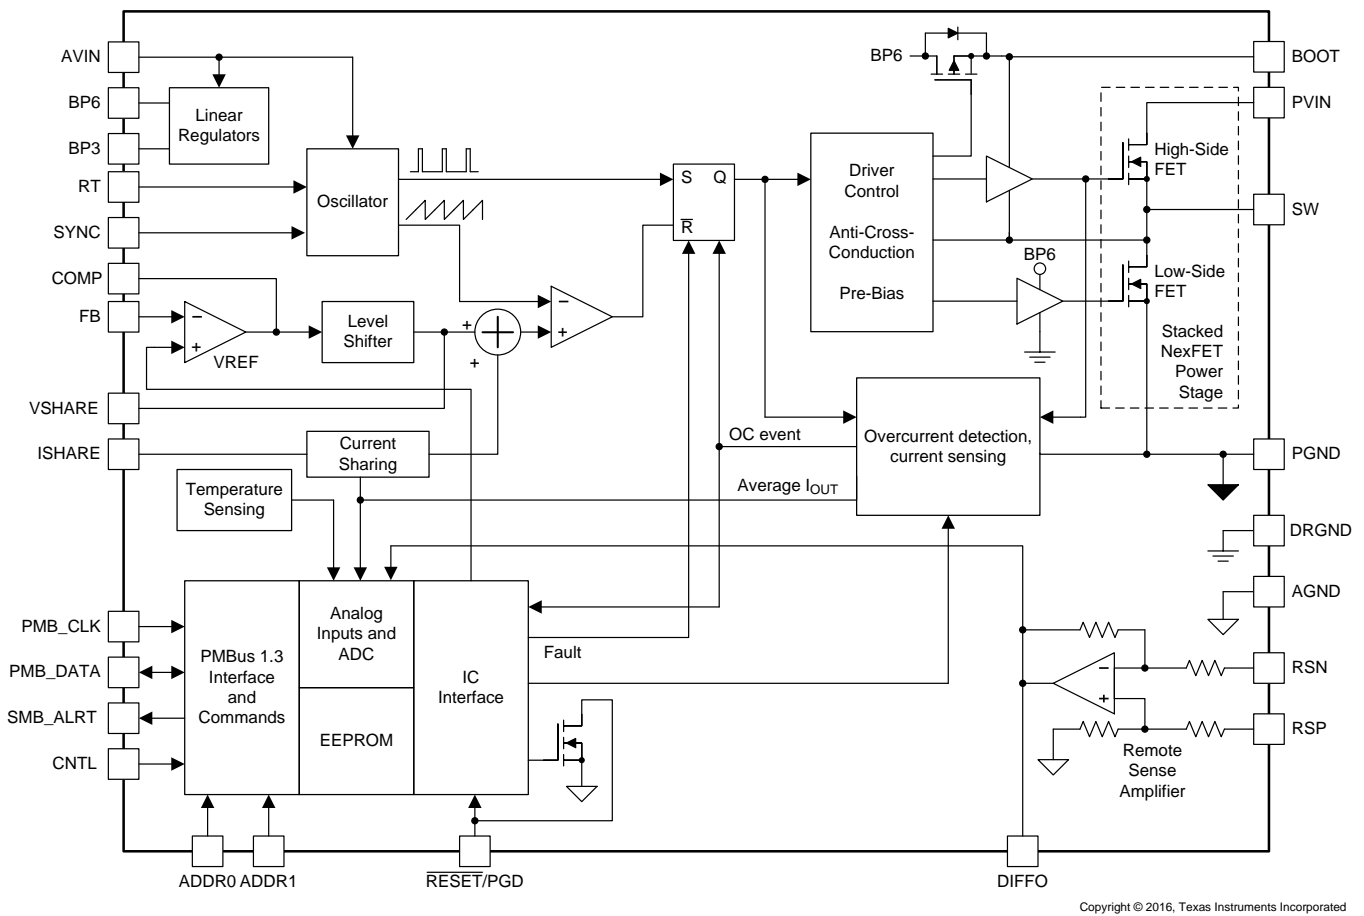 AVIN
BP6
BP3
RT
SYNC
COMP
FB
VSHARE
ISHARE
PMB_CLK
PMB_DATA
SMB_ALRT
CNTL
Linear
Regulators
Oscillator
−
+
VREF
Level
Shifter
+
+
−
+
Current
Sharing
Temperature
Sensing
S Q
R̅
BP6
Driver
Control
Anti-Cross-
Conduction
Pre-Bias
BP6
High-Side
FET
Low-Side
FET
Stacked
NexFET
Power
Stage
OC event
Average IOUT
Overcurrent detection,
current sensing
PMBus 1.3
Interface
and
Commands
Analog
Inputs and
ADC
EEPROM
IC
Interface
Fault
−
+
Remote
Sense
Amplifier
BOOT
PVIN
SW
PGND
DRGND
AGND
RSN
RSP
ADDR0 ADDR1
R̅E̅S̅E̅T̅/PGD
DIFFO
Copyright © 2016, Texas Instruments Incorporated